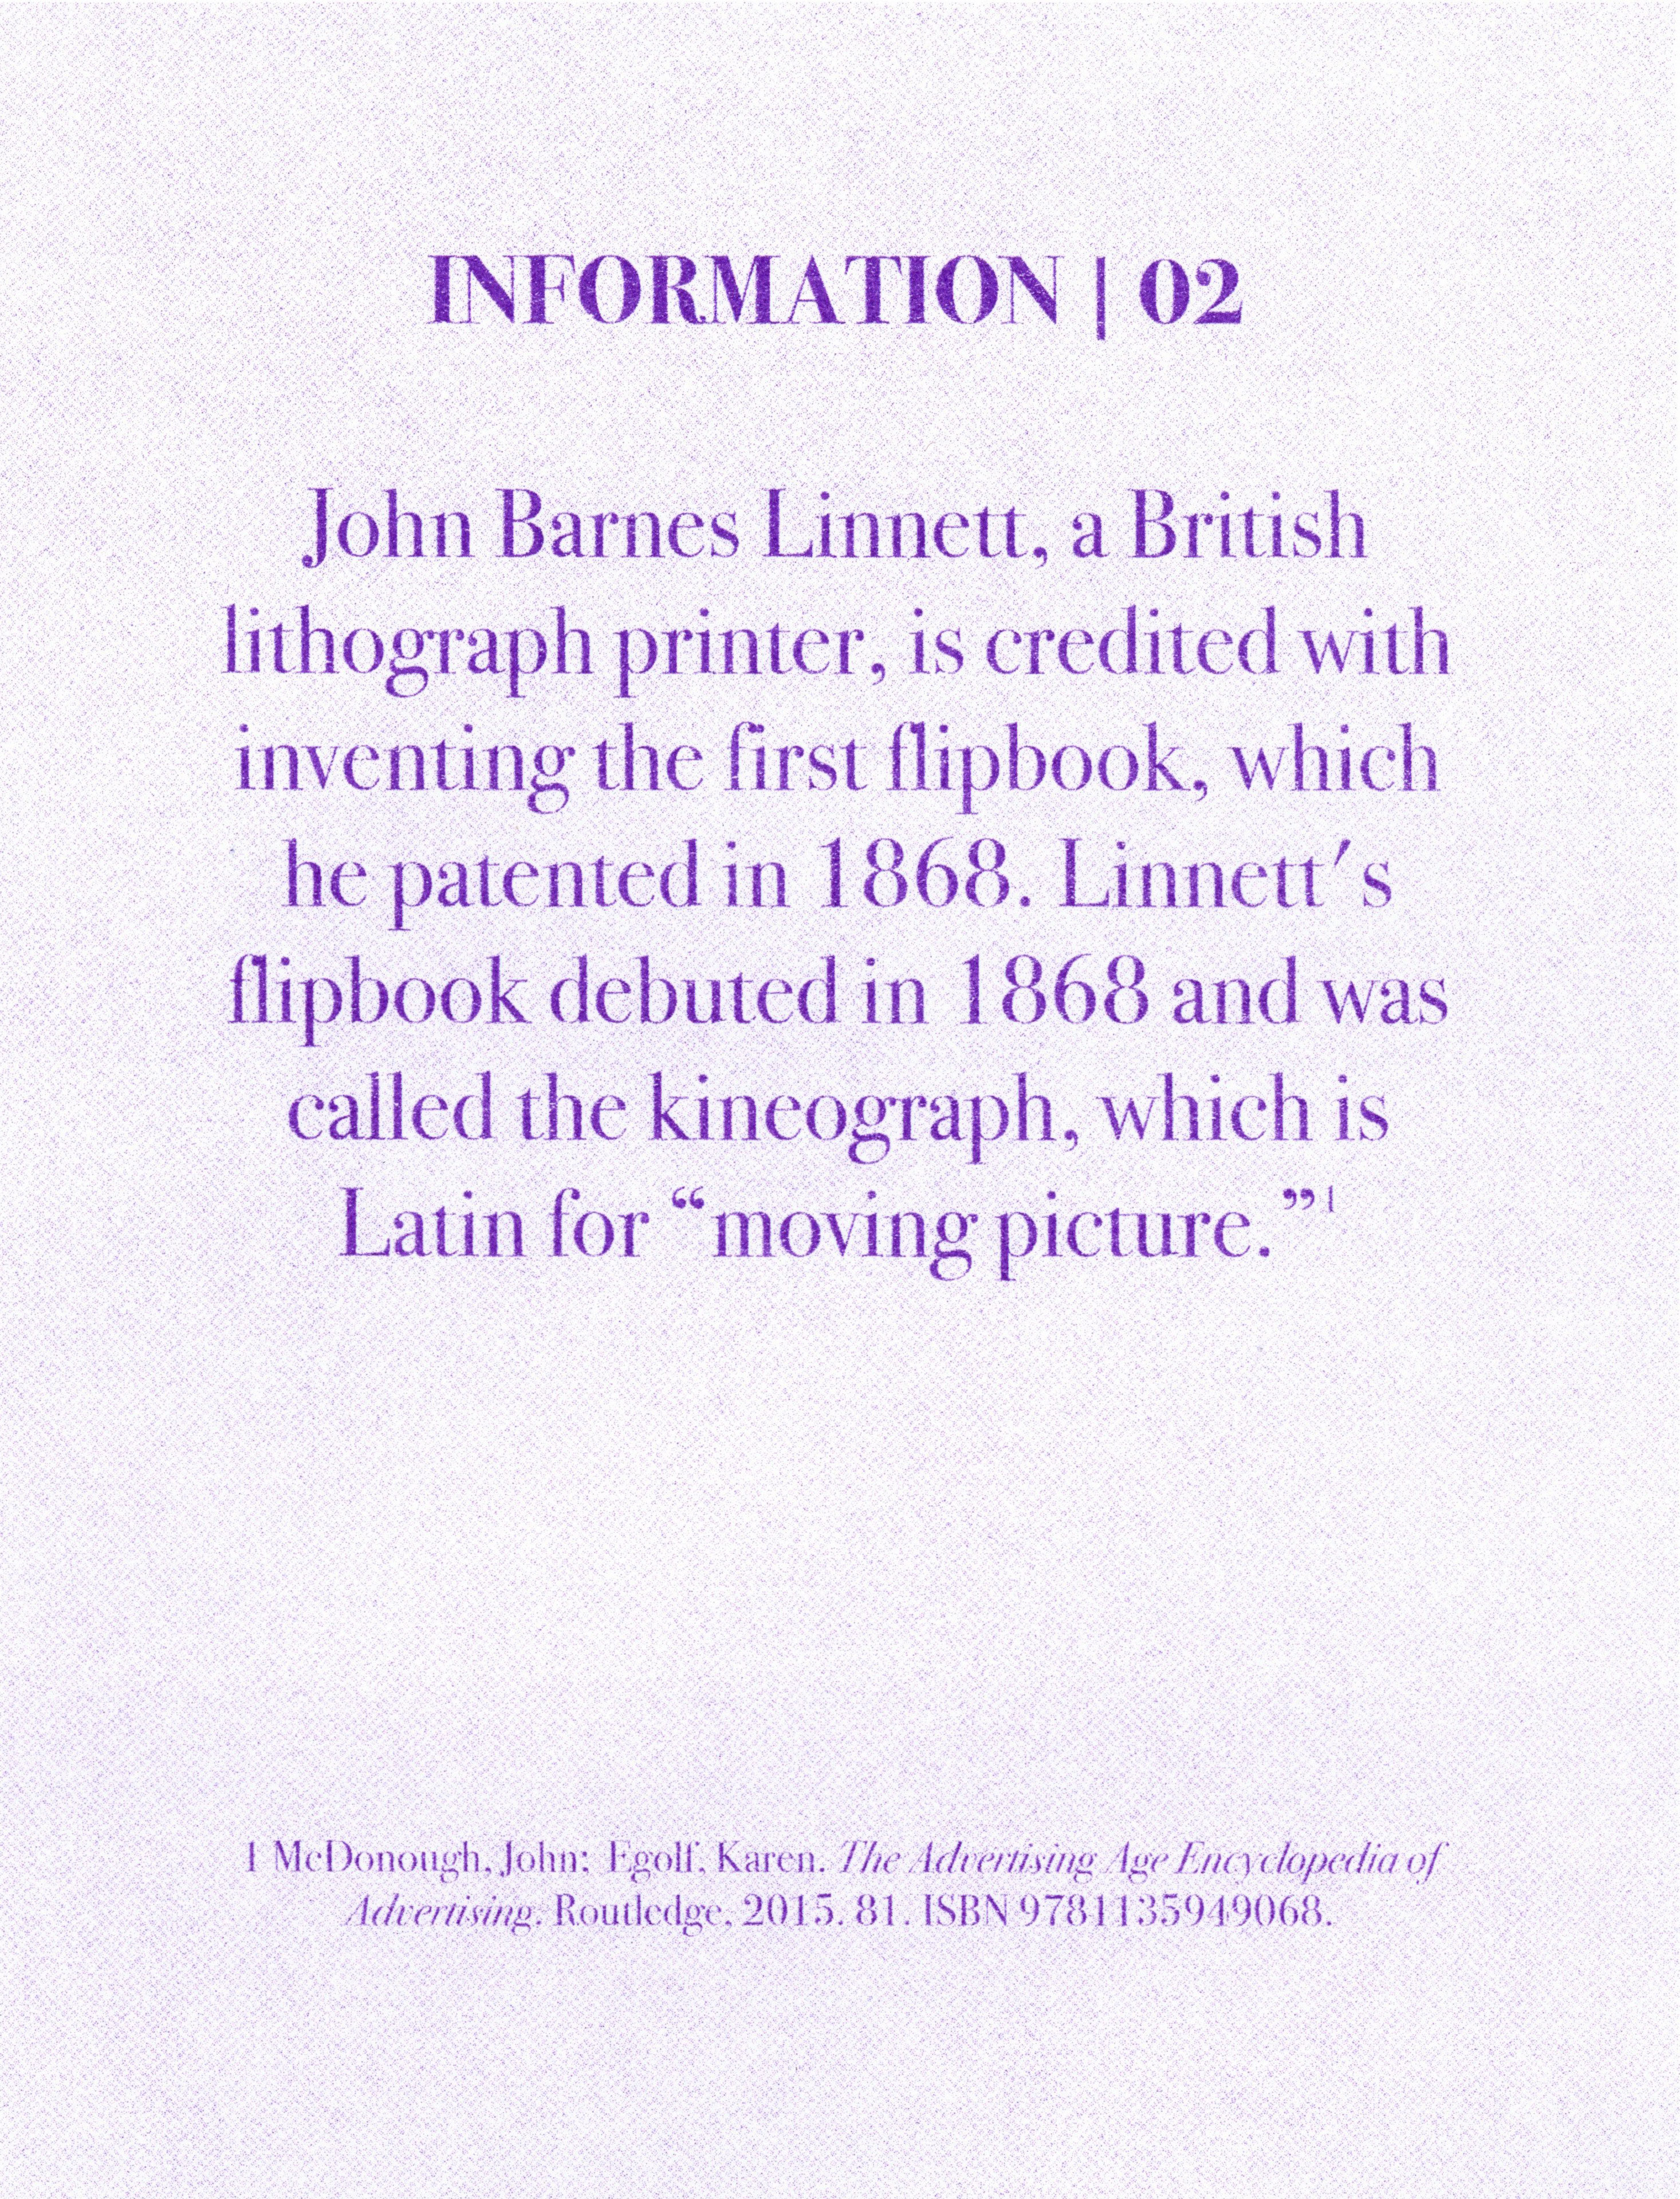 INFORMATION | 02
John Barnes Linnett, a British
lithograph printer, is credited with
inventing the first flipbook, which
he patented in 1868. Linnett's
flipbook debuted in 1868 and was
called the kineograph, which is
Latin for “moving picture.”¹
1 McDonough, John; Egolf, Karen. The Advertising Age Encyclopedia of
Advertising. Routledge, 2015. 81. ISBN 9781135949068.